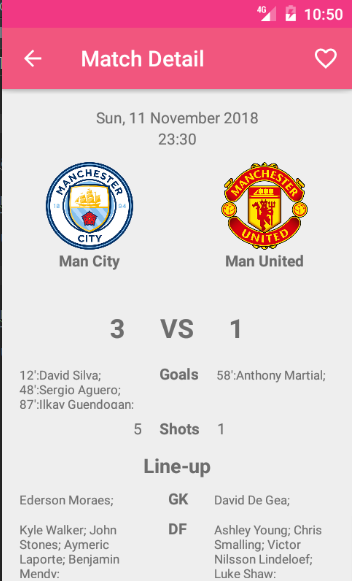 4G 10:50
Match Detail
Sun, 11 November 2018
23:30
MANCHESTER
18 94
CITY
MANCHESTER
UNITED
Man City
Man United
3 VS 1
12':David Silva; Goals 58':Anthony Martial;
48':Sergio Aguero;
87':Ilkay Guendogan;
5 Shots 1
Line-up
Ederson Moraes; GK David De Gea;
Kyle Walker; John DF Ashley Young; Chris
Stones; Aymeric Smalling; Victor
Laporte; Benjamin Nilsson Lindeloef;
Mendy; Luke Shaw;